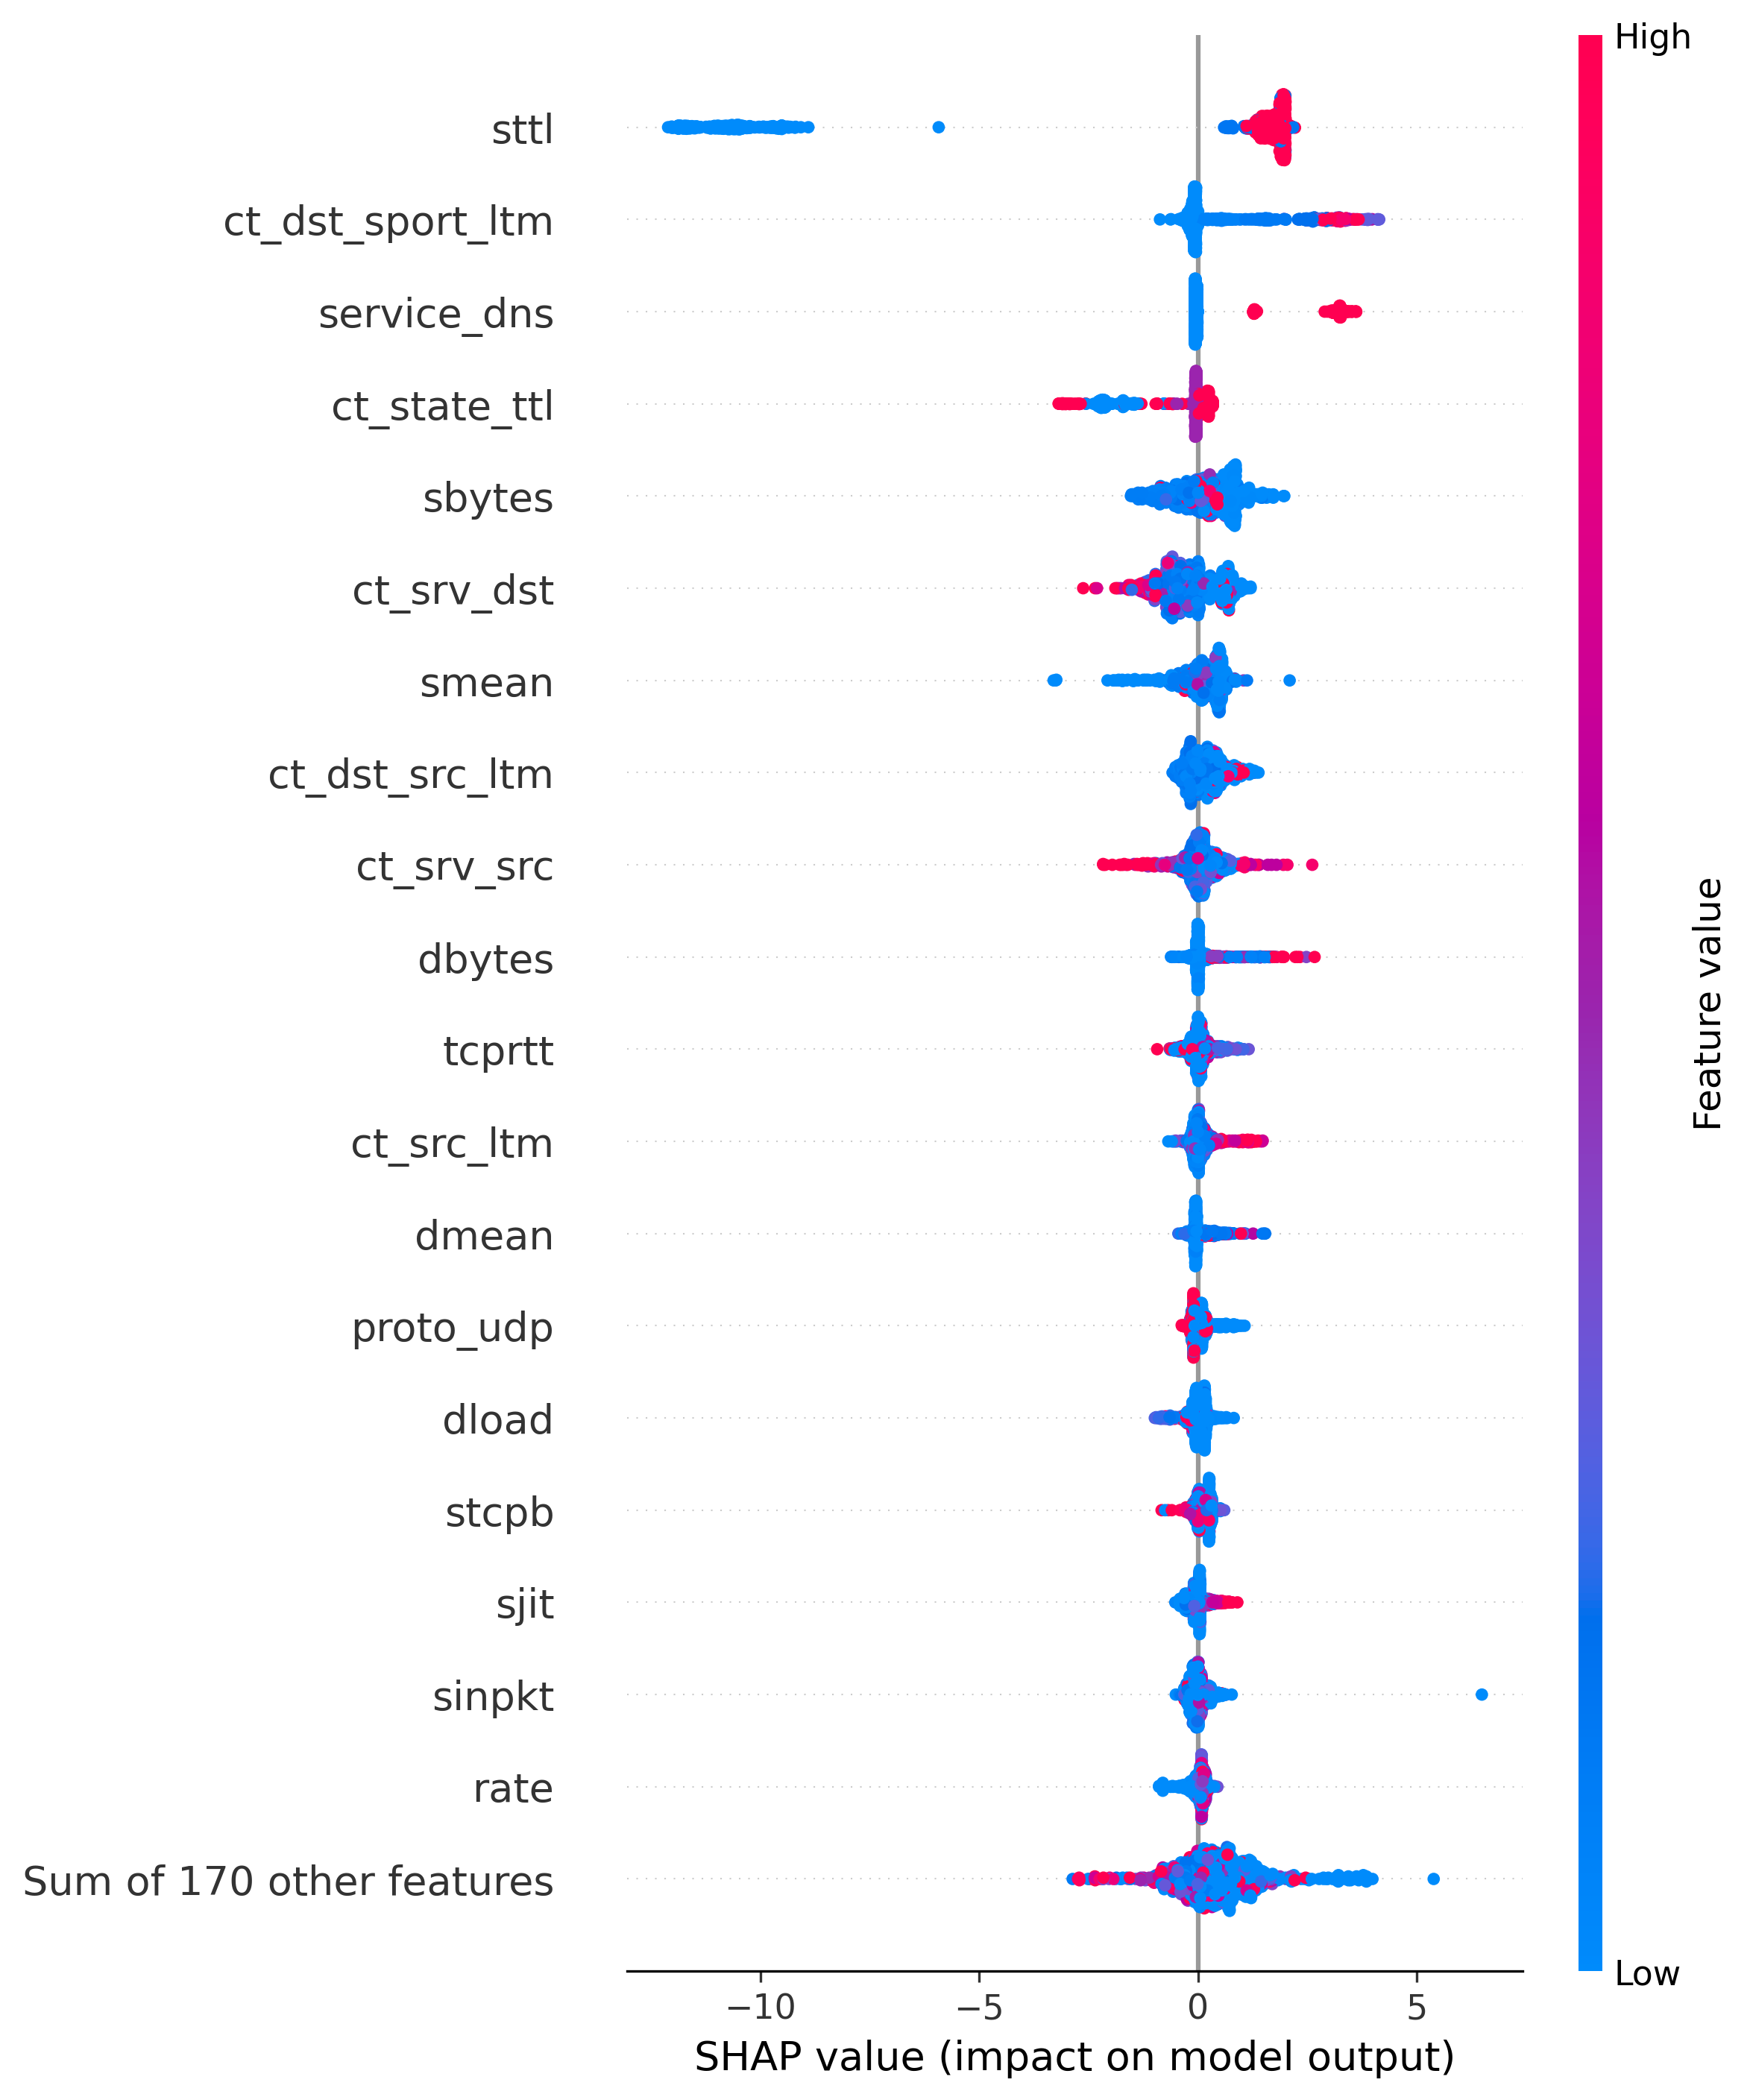 High
sttl
ct_dst_sport_ltm
service_dns
ct_state_ttl
sbytes
ct_srv_dst
smean
ct_dst_src_ltm
ct_srv_src
dbytes
tcprtt
ct_src_ltm
dmean
proto_udp
dload
stcpb
sjit
sinpkt
rate
Sum of 170 other features
Feature value
Low
−10 −5 0 5
SHAP value (impact on model output)